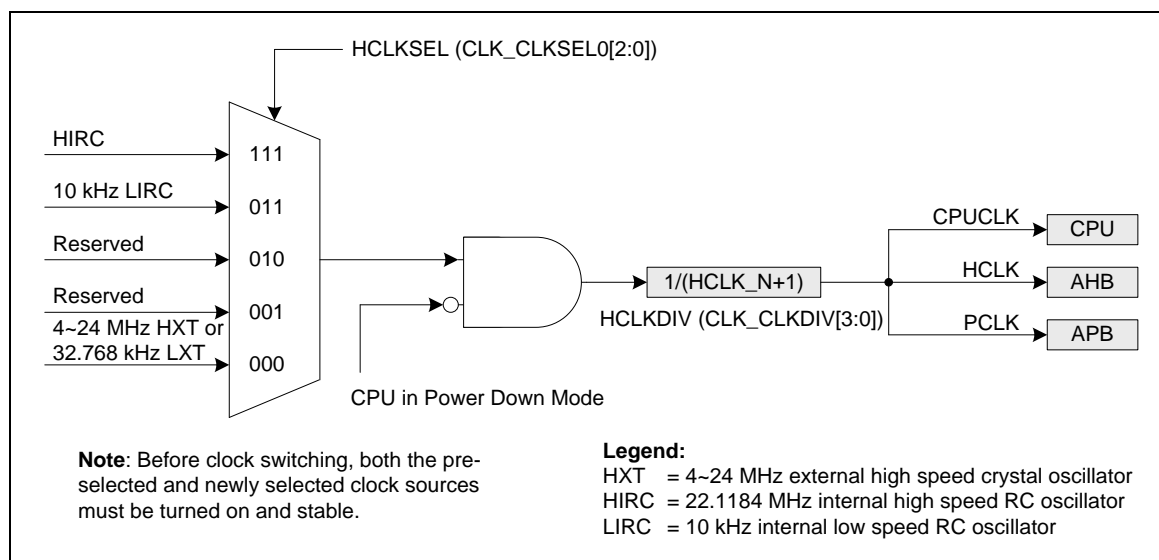 HCLKSEL (CLK_CLKSEL0[2:0])
HIRC
111
10 kHz LIRC
011
Reserved
010
Reserved
001
4~24 MHz HXT or
32.768 kHz LXT
000
CPU in Power Down Mode
1/(HCLK_N+1)
HCLKDIV (CLK_CLKDIV[3:0])
CPUCLK
CPU
HCLK
AHB
PCLK
APB
Note: Before clock switching, both the pre-
selected and newly selected clock sources
must be turned on and stable.
Legend:
HXT = 4~24 MHz external high speed crystal oscillator
HIRC = 22.1184 MHz internal high speed RC oscillator
LIRC = 10 kHz internal low speed RC oscillator